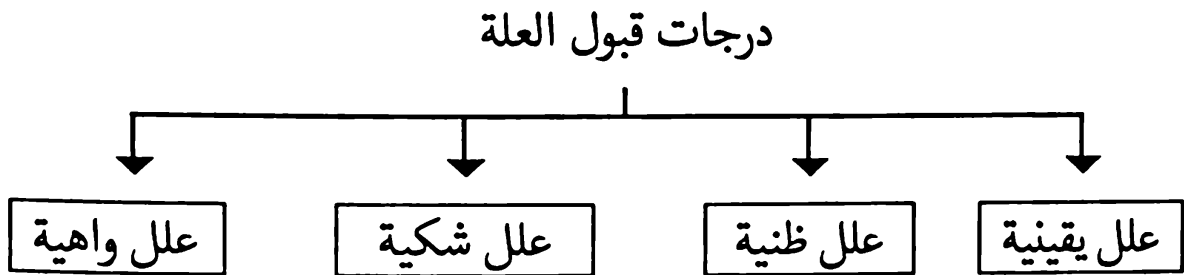 درجات قبول العلة
علل يقينية
علل ظنية
علل شكية
علل واهية